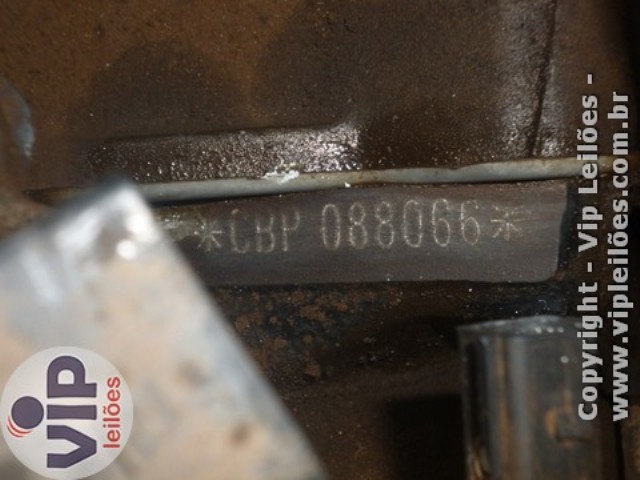 *CBP 088066*
VIP
leilões
Copyright - Vip Leilões -
www.vipleiloes.com.br